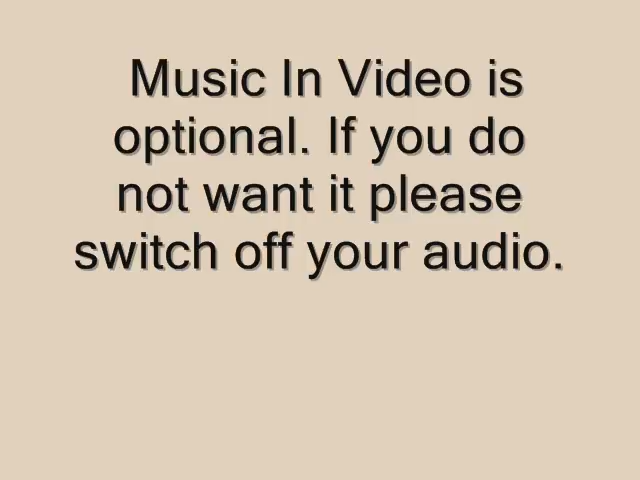 Music In Video is
optional. If you do
not want it please
switch off your audio.